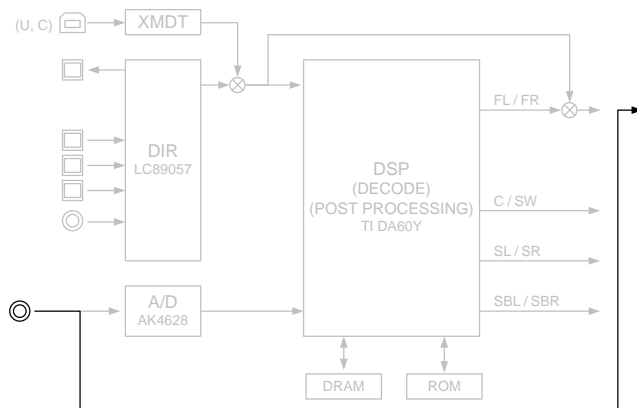 (U, C)
XMDT
DIR
LC89057
DSP
(DECODE)
(POST PROCESSING)
TI DA60Y
FL / FR
C / SW
SL / SR
SBL / SBR
A/D
AK4628
DRAM
ROM